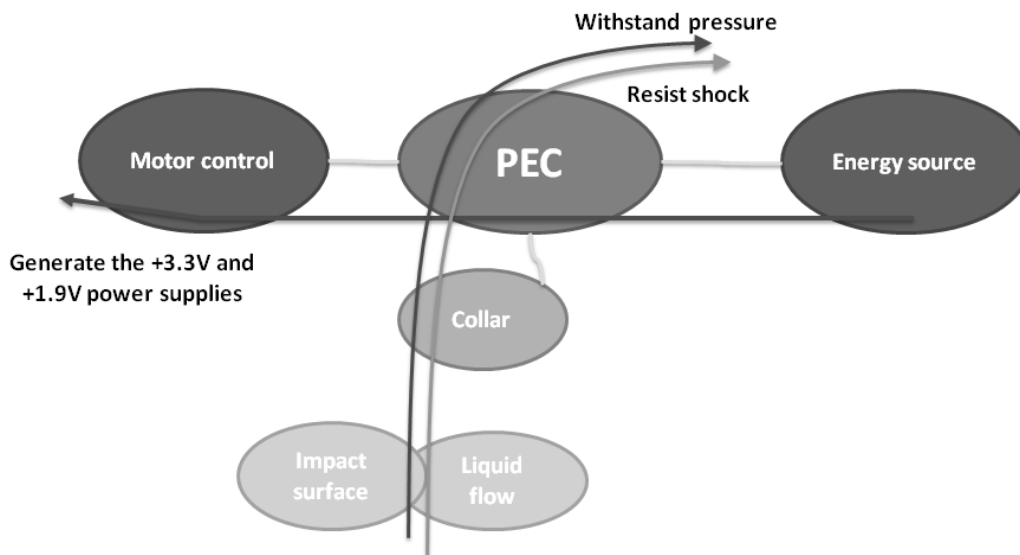 Withstand pressure
Resist shock
Motor control
PEC
Energy source
Generate the +3.3V and
+1.9V power supplies
Collar
Impact
surface
Liquid
flow